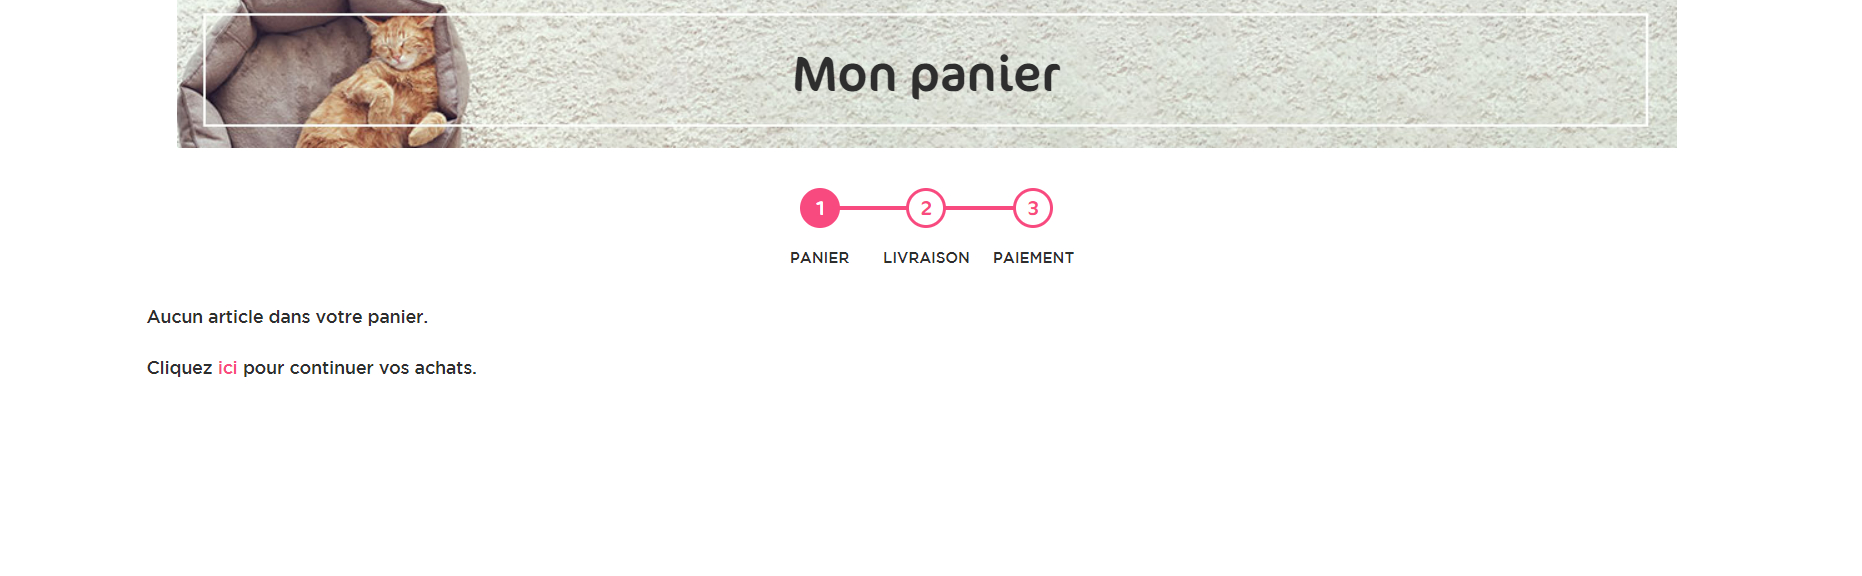 Mon panier
1 2 3
PANIER LIVRAISON PAIEMENT
Aucun article dans votre panier.
Cliquez ici pour continuer vos achats.